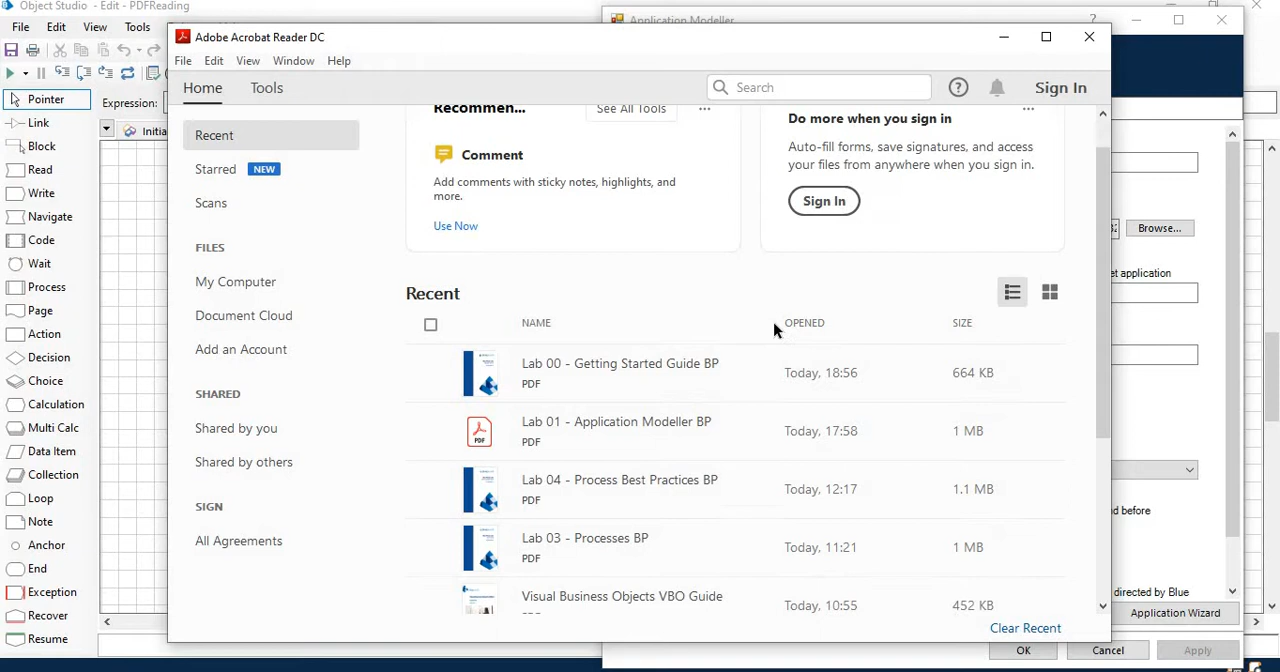 Object Studio - Edit - PDFReading
Application Modeller
File Edit View Tools
Expression:
Initia
Pointer
Link
Block
Read
Write
Navigate
Code
Wait
Process
Page
Action
Decision
Choice
Calculation
Multi Calc
Data Item
Collection
Loop
Note
Anchor
End
Exception
Recover
Resume
Adobe Acrobat Reader DC
File Edit View Window Help
Home Tools
Search
Sign In
Recent
Starred NEW
Scans
FILES
My Computer
Document Cloud
Add an Account
SHARED
Shared by you
Shared by others
SIGN
All Agreements
Recommen... See All Tools
Comment
Add comments with sticky notes, highlights, and
more.
Use Now
Do more when you sign in
Auto-fill forms, save signatures, and access
your files from anywhere when you sign in.
Sign In
Recent
NAME OPENED SIZE
Lab 00 - Getting Started Guide BP
PDF
Today, 18:56 664 KB
Lab 01 - Application Modeller BP
PDF
Today, 17:58 1 MB
Lab 04 - Process Best Practices BP
PDF
Today, 12:17 1.1 MB
Lab 03 - Processes BP
PDF
Today, 11:21 1 MB
Visual Business Objects VBO Guide
Today, 10:55 452 KB
Clear Recent
Browse...
et application
d before
directed by Blue
Application Wizard
OK Cancel Apply